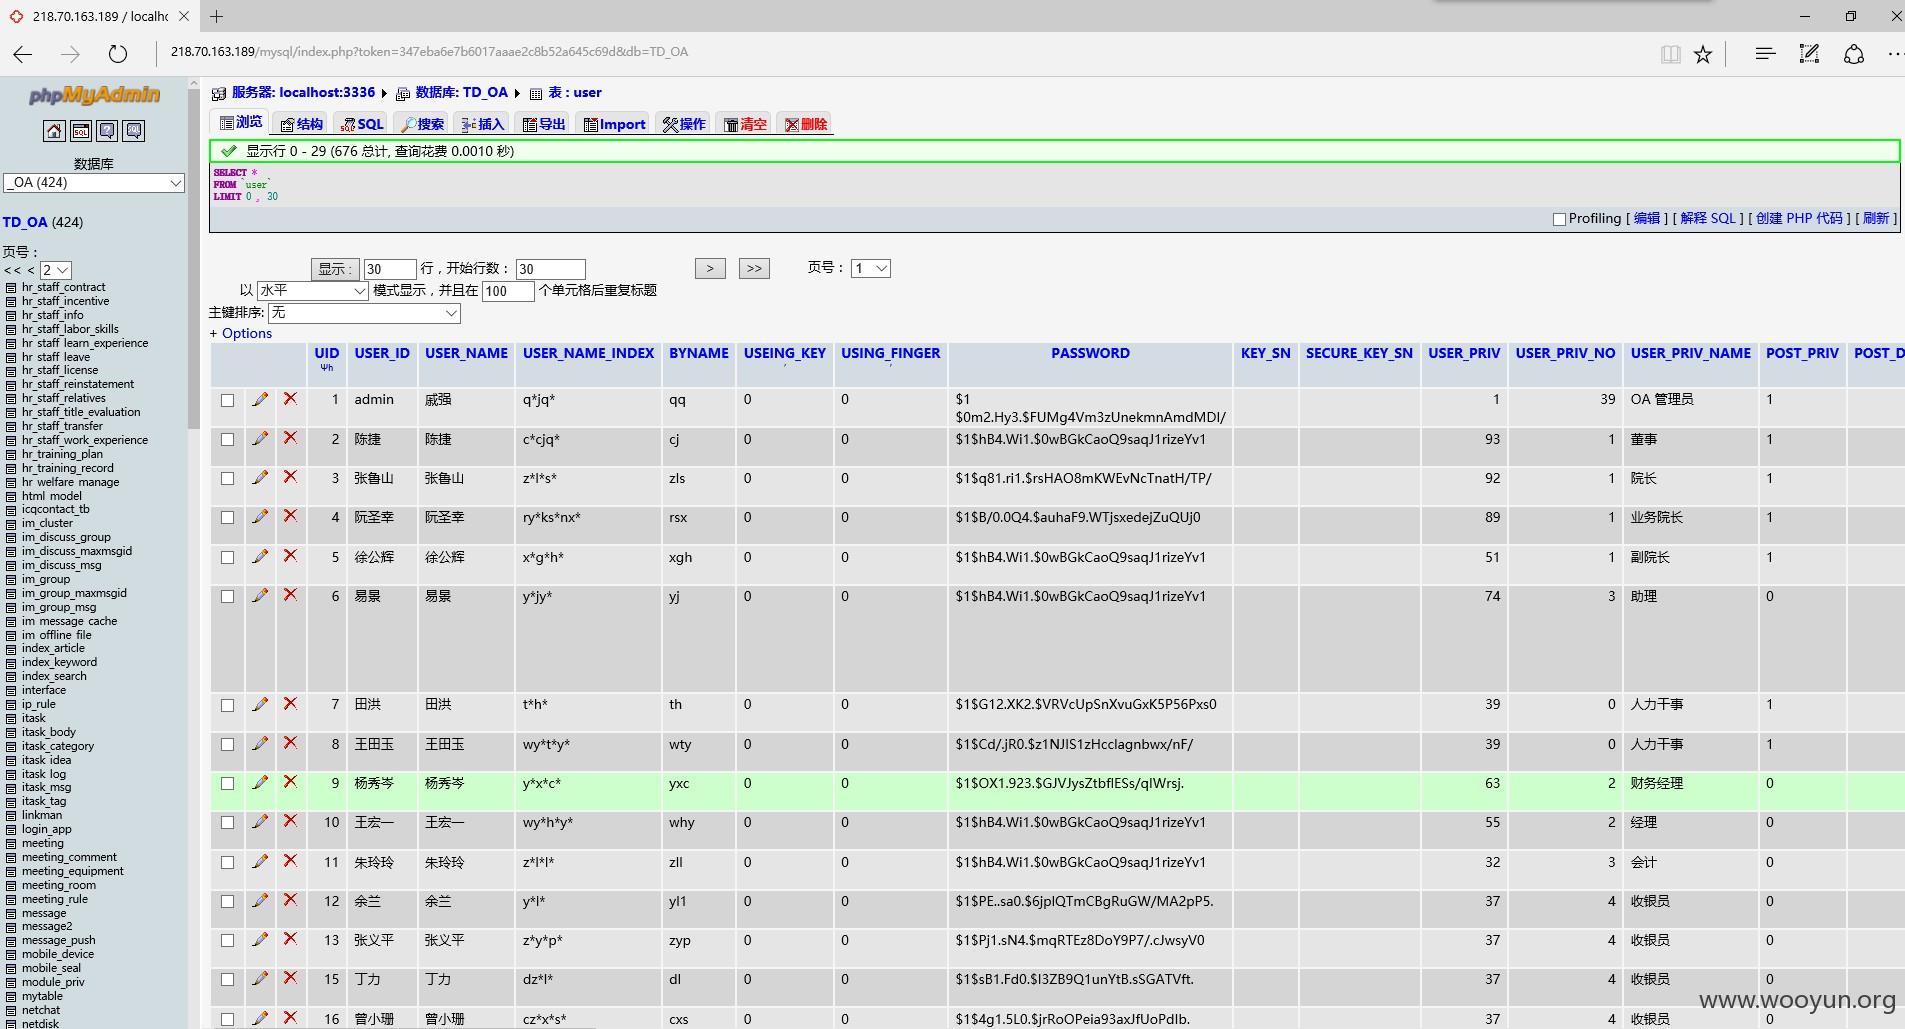 218.70.163.189 / localhc
218.70.163.189/mysql/index.php?token=347eba6e7b6017aaae2c8b52a645c69d&db=TD_OA
phpMyAdmin
数据库
_OA (424)
TD_OA (424)
页号：
<< < 2
hr_staff_contract
hr_staff_incentive
hr_staff_info
hr_staff_labor_skills
hr_staff_learn_experience
hr_staff_leave
hr_staff_license
hr_staff_reinstatement
hr_staff_relatives
hr_staff_title_evaluation
hr_staff_transfer
hr_staff_work_experience
hr_training_plan
hr_training_record
hr_welfare_manage
html_model
icqcontact_tb
im_cluster
im_discuss_group
im_discuss_maxmsgid
im_discuss_msg
im_group
im_group_maxmsgid
im_group_msg
im_message_cache
im_offline_file
index_article
index_keyword
index_search
interface
ip_rule
itask
itask_body
itask_category
itask_idea
itask_log
itask_msg
itask_tag
linkman
login_app
meeting
meeting_comment
meeting_equipment
meeting_room
meeting_rule
message
message2
message_push
mobile_device
mobile_seal
module_priv
mytable
netchat
netdisk
服务器: localhost:3336 ▸ 数据库: TD_OA ▸ 表 : user
浏览 结构 SQL 搜索 插入 导出 Import 操作 清空 删除
显示行 0 - 29 (676 总计, 查询花费 0.0010 秒)
SELECT *
FROM `user`
LIMIT 0 , 30
Profiling [ 编辑 ] [ 解释 SQL ] [ 创建 PHP 代码 ] [ 刷新 ]
显示 : 30 行，开始行数： 30 > >> 页号： 1
以 水平 模式显示，并且在 100 个单元格后重复标题
主键排序: 无
+ Options
UID USER_ID USER_NAME USER_NAME_INDEX BYNAME USEING_KEY USING_FINGER PASSWORD KEY_SN SECURE_KEY_SN USER_PRIV USER_PRIV_NO USER_PRIV_NAME POST_PRIV POST_D
1 admin 戚强 q*jq* qq 0 0 $1 1 39 OA 管理员 1
$0m2.Hy3.$FUMg4Vm3zUnekmnAmdMDI/
2 陈捷 陈捷 c*cjq* cj 0 0 $1$hB4.Wi1.$0wBGkCaoQ9saqJ1rizeYv1 93 1 董事 1
3 张鲁山 张鲁山 z*l*s* zls 0 0 $1$q81.ri1.$rsHAO8mKWEvNcTnatH/TP/ 92 1 院长 1
4 阮圣幸 阮圣幸 ry*ks*nx* rsx 0 0 $1$B/0.0Q4.$auhaF9.WTjsxedejZuQUj0 89 1 业务院长 1
5 徐公辉 徐公辉 x*g*h* xgh 0 0 $1$hB4.Wi1.$0wBGkCaoQ9saqJ1rizeYv1 51 1 副院长 1
6 易景 易景 y*jy* yj 0 0 $1$hB4.Wi1.$0wBGkCaoQ9saqJ1rizeYv1 74 3 助理 0
7 田洪 田洪 t*h* th 0 0 $1$G12.XK2.$VRVcUpSnXvuGxK5P56Pxs0 39 0 人力干事 1
8 王田玉 王田玉 wy*t*y* wty 0 0 $1$Cd/.jR0.$z1NJIS1zHcclagnbwx/nF/ 39 0 人力干事 1
9 杨秀岑 杨秀岑 y*x*c* yxc 0 0 $1$OX1.923.$GJVJysZtbflESs/qIWrsj. 63 2 财务经理 0
10 王宏一 王宏一 wy*h*y* why 0 0 $1$hB4.Wi1.$0wBGkCaoQ9saqJ1rizeYv1 55 2 经理 0
11 朱玲玲 朱玲玲 z*l*l* zll 0 0 $1$hB4.Wi1.$0wBGkCaoQ9saqJ1rizeYv1 32 3 会计 0
12 余兰 余兰 y*l* yl1 0 0 $1$PE..sa0.$6jplQTmCBgRuGW/MA2pP5. 37 4 收银员 0
13 张义平 张义平 z*y*p* zyp 0 0 $1$Pj1.sN4.$mqRTEz8DoY9P7/.cJwsyV0 37 4 收银员 0
15 丁力 丁力 dz*l* dl 0 0 $1$sB1.Fd0.$I3ZB9Q1unYtB.sSGATVft. 37 4 收银员 0
16 曾小珊 曾小珊 cz*x*s* cxs 0 0 $1$4g1.5L0.$jrRoOPeia93axJfUoPdIb. 37 4 收银员 0
www.wooyun.org